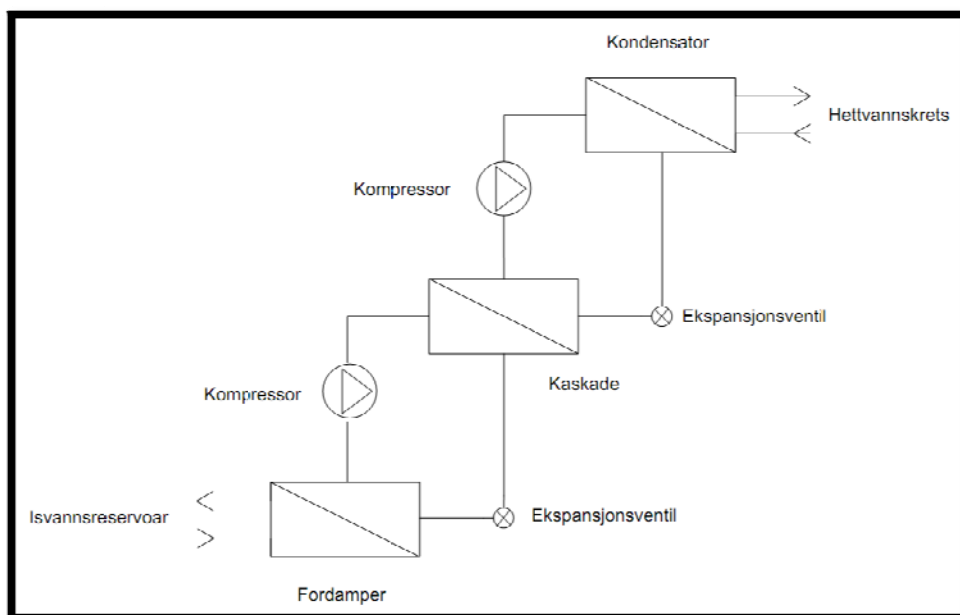 Kondensator
Hettvannskrets
Kompressor
Ekspansjonsventil
Kaskade
Kompressor
Isvannsreservoar
Ekspansjonsventil
Fordamper